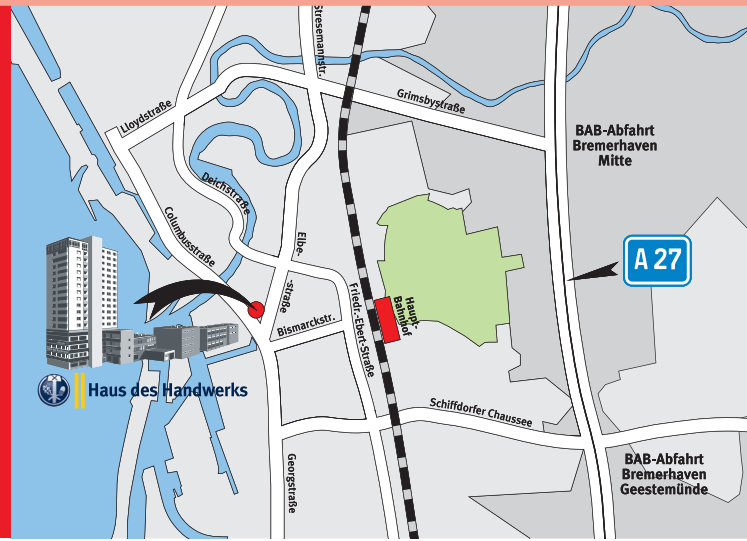 Stresemannstr.
Lloydstraße
Grimsbystraße
BAB-Abfahrt
Bremerhaven
Mitte
Deichstraße
Columbusstraße
Elbe-
-straße
A 27
Haupt-
Bahnhof
Friedr.-Ebert-Straße
Bismarckstr.
Haus des Handwerks
Schiffdorfer Chaussee
Georgstraße
BAB-Abfahrt
Bremerhaven
Geestemünde